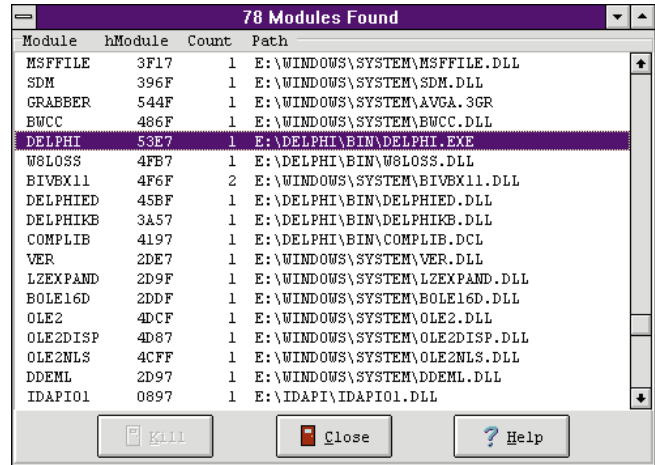 78 Modules Found
Module hModule Count Path
MSFFILE 3F17 1 E:\WINDOWS\SYSTEM\MSFFILE.DLL
SDM 396F 1 E:\WINDOWS\SYSTEM\SDM.DLL
GRABBER 544F 1 E:\WINDOWS\SYSTEM\AVGA.3GR
BWCC 486F 1 E:\WINDOWS\SYSTEM\BWCC.DLL
DELPHI 53E7 1 E:\DELPHI\BIN\DELPHI.EXE
W8LOSS 4FB7 1 E:\DELPHI\BIN\W8LOSS.DLL
BIVBX11 4F6F 2 E:\WINDOWS\SYSTEM\BIVBX11.DLL
DELPHIED 45BF 1 E:\DELPHI\BIN\DELPHIED.DLL
DELPHIKB 3A57 1 E:\DELPHI\BIN\DELPHIKB.DLL
COMPLIB 4197 1 E:\DELPHI\BIN\COMPLIB.DCL
VER 2DE7 1 E:\WINDOWS\SYSTEM\VER.DLL
LZEXPAND 2D9F 1 E:\WINDOWS\SYSTEM\LZEXPAND.DLL
BOLE16D 2DDF 1 E:\WINDOWS\SYSTEM\BOLE16D.DLL
OLE2 4DCF 1 E:\WINDOWS\SYSTEM\OLE2.DLL
OLE2DISP 4D87 1 E:\WINDOWS\SYSTEM\OLE2DISP.DLL
OLE2NLS 4CFF 1 E:\WINDOWS\SYSTEM\OLE2NLS.DLL
DDEML 2D97 1 E:\WINDOWS\SYSTEM\DDEML.DLL
IDAPI01 0897 1 E:\IDAPI\IDAPI01.DLL
Kill Close Help